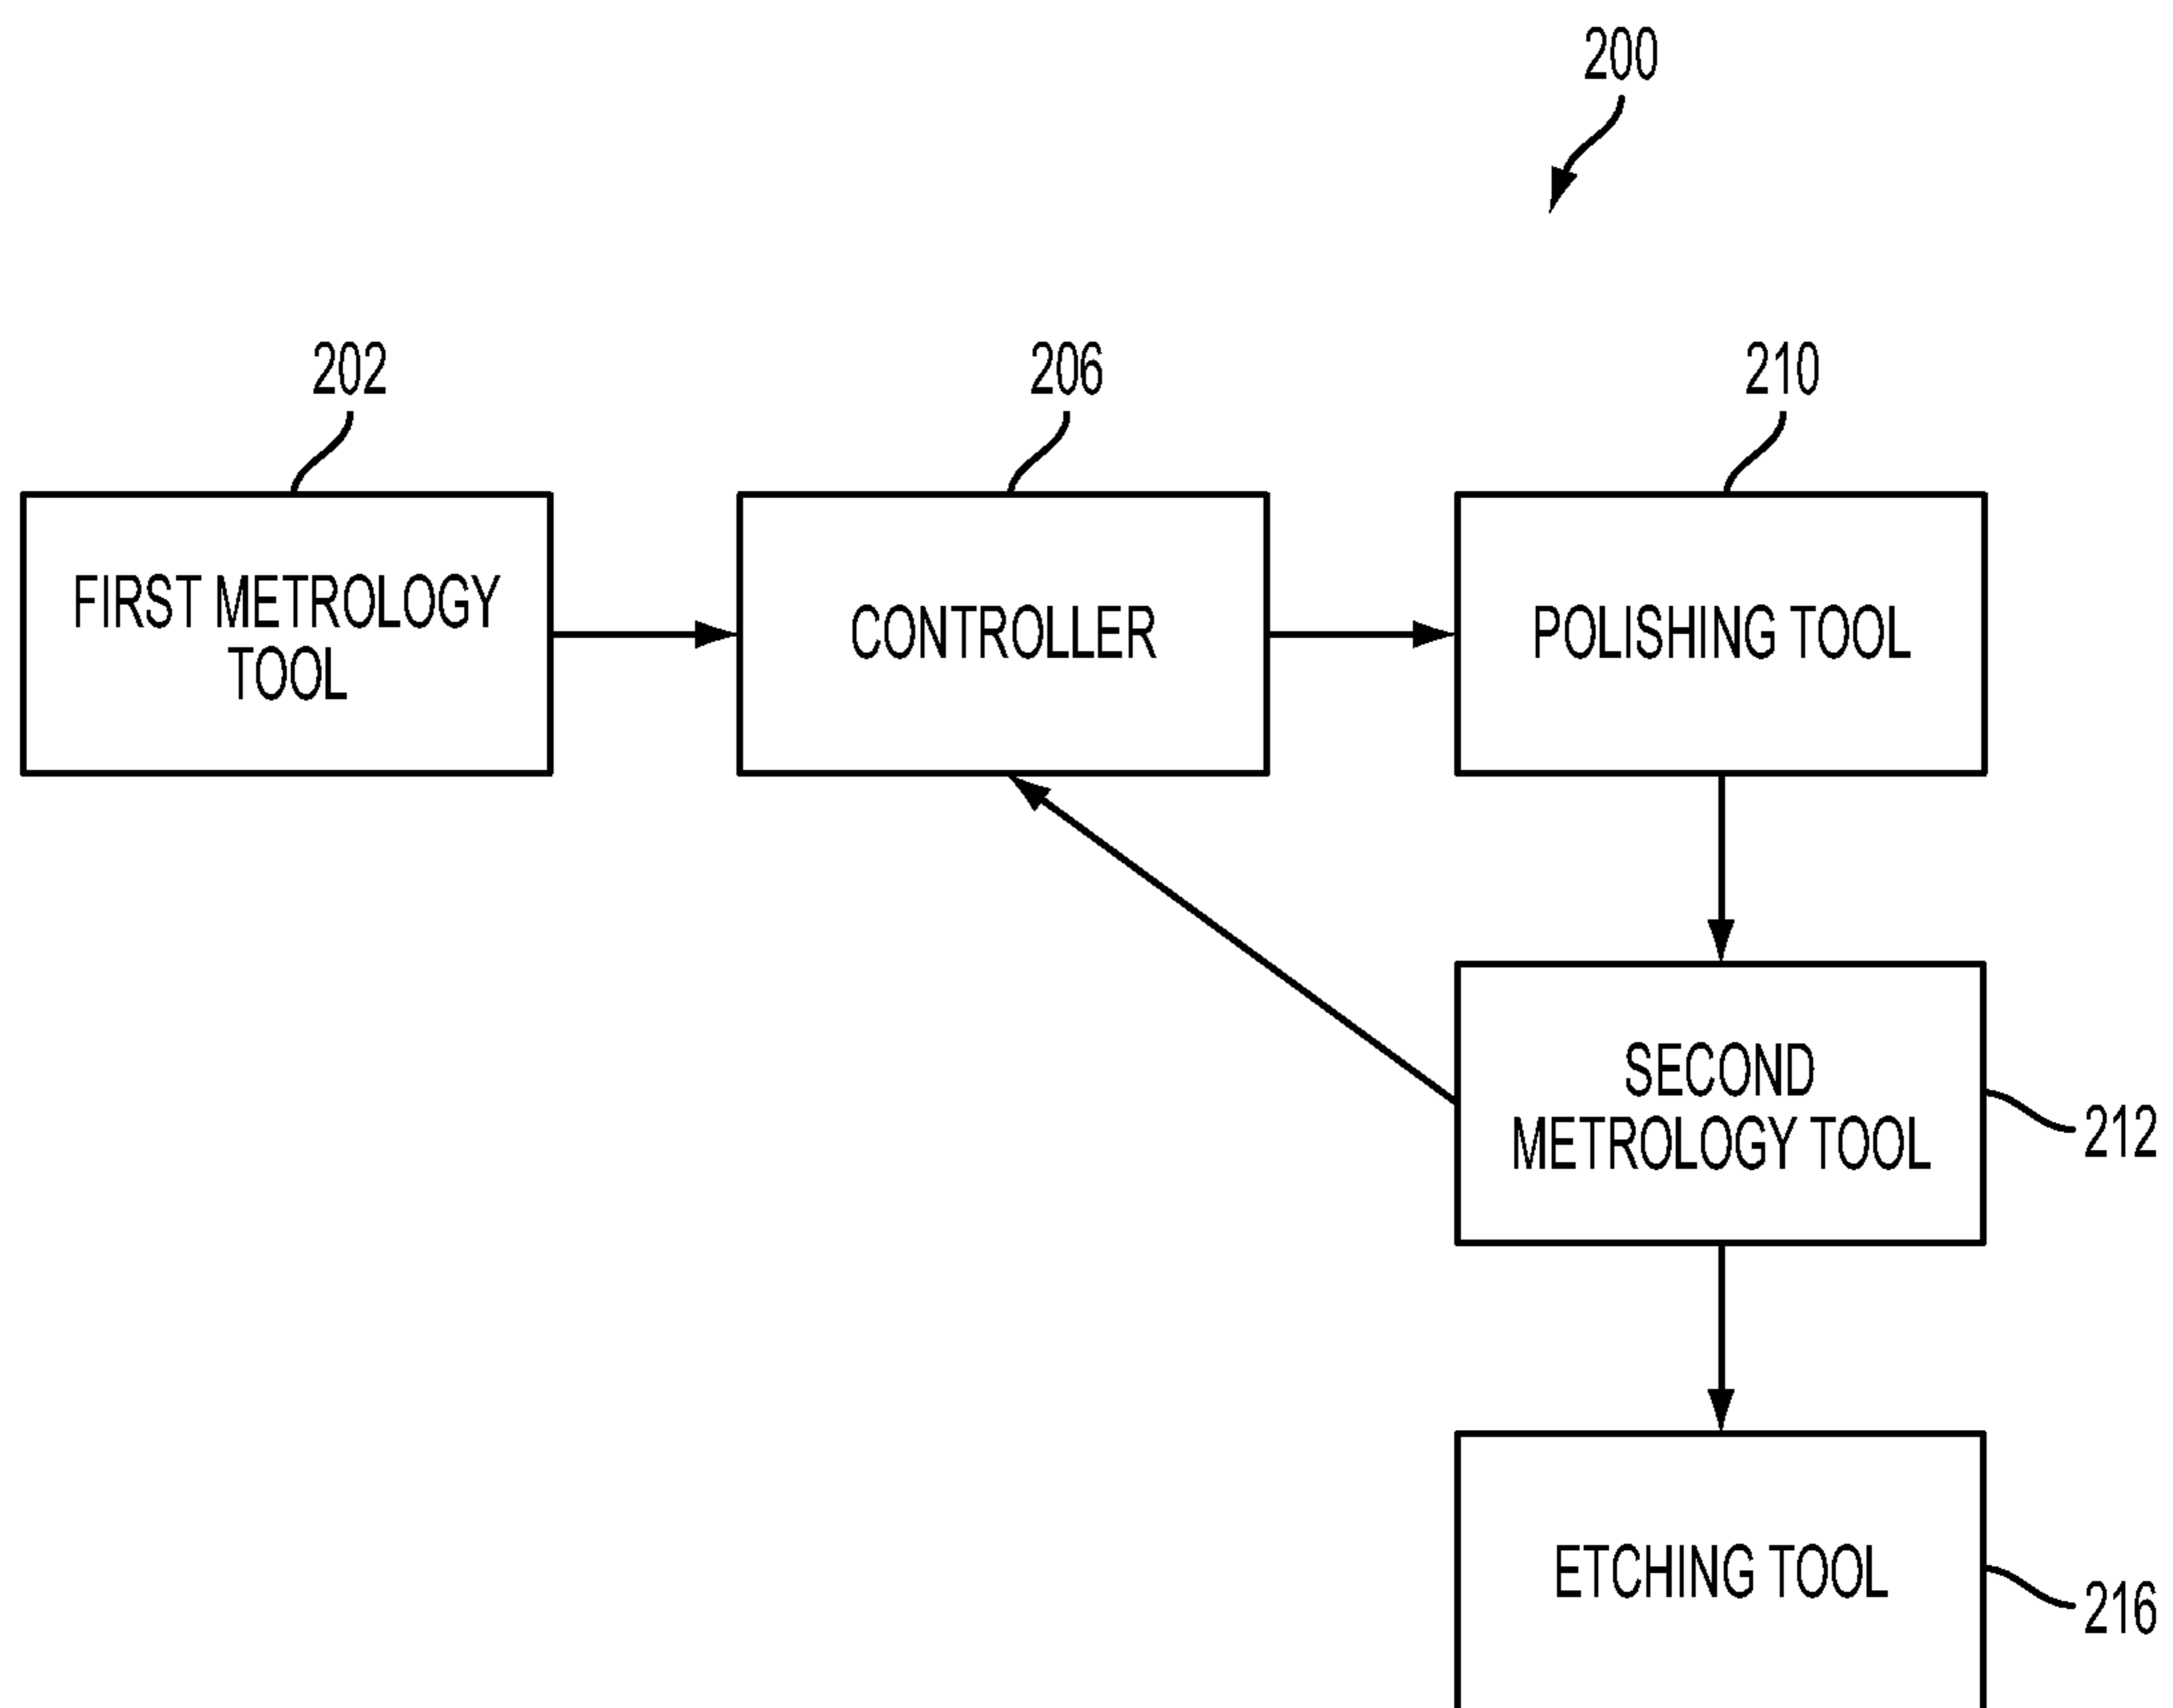 200
202
206
210
FIRST METROLOGY
TOOL
CONTROLLER
POLISHING TOOL
SECOND
METROLOGY TOOL
212
ETCHING TOOL
216